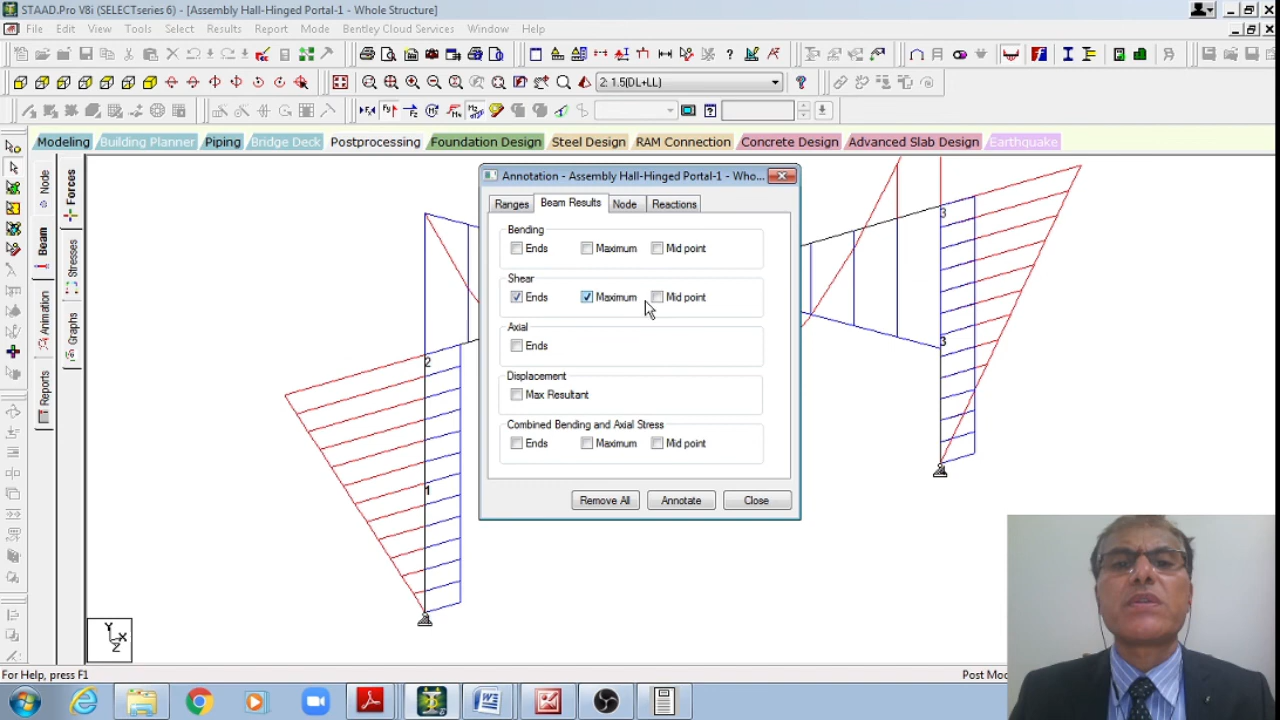 STAAD.Pro V8i (SELECTseries 6) - [Assembly Hall-Hinged Portal-1 - Whole Structure]
File Edit View Tools Select Results Report Mode Bentley Cloud Services Window Help
2: 1.5(DL+LL)
Modeling Building Planner Piping Bridge Deck Postprocessing Foundation Design Steel Design RAM Connection Concrete Design Advanced Slab Design Earthquake
Node
Beam
Animation
Reports
Forces
Stresses
Graphs
Annotation - Assembly Hall-Hinged Portal-1 - Who...
Ranges Beam Results Node Reactions
Bending
Ends Maximum Mid point
Shear
Ends Maximum Mid point
Axial
Ends
Displacement
Max Resultant
Combined Bending and Axial Stress
Ends Maximum Mid point
Remove All Annotate Close
3
3
2
1
Y
X
Z
For Help, press F1
Post Mod